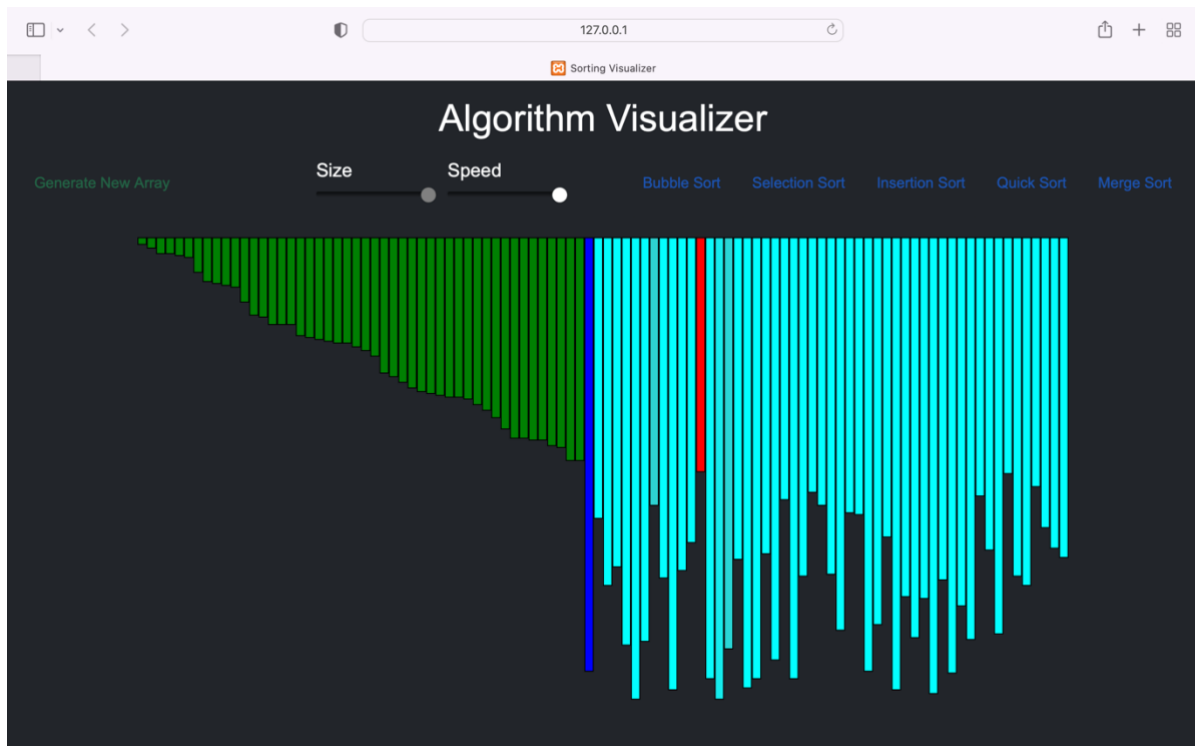 127.0.0.1
Sorting Visualizer
Algorithm Visualizer
Generate New Array
Size
Speed
Bubble Sort
Selection Sort
Insertion Sort
Quick Sort
Merge Sort